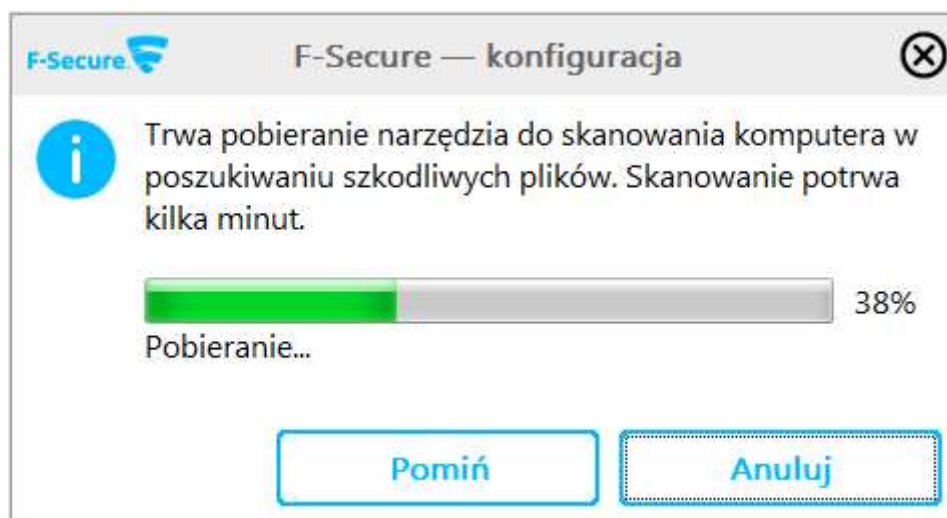 F-Secure.
F-Secure — konfiguracja
Trwa pobieranie narzędzia do skanowania komputera w
poszukiwaniu szkodliwych plików. Skanowanie potrwa
kilka minut.
38%
Pobieranie...
Pomiń
Anuluj